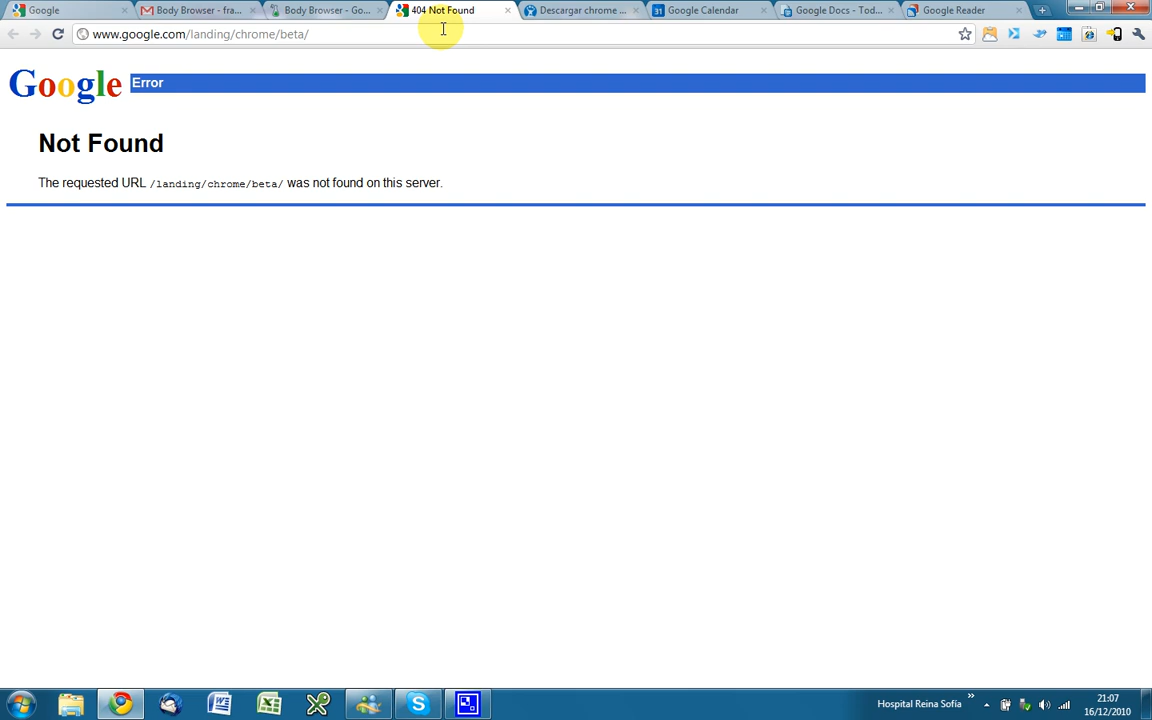 Google
Body Browser - fra...
Body Browser - Go...
404 Not Found
Descargar chrome ...
31
Google Calendar
Google Docs - Tod...
Google Reader
www.google.com/landing/chrome/beta/
Google
Error
Not Found
The requested URL /landing/chrome/beta/ was not found on this server.
Hospital Reina Sofía
»
21:07
16/12/2010